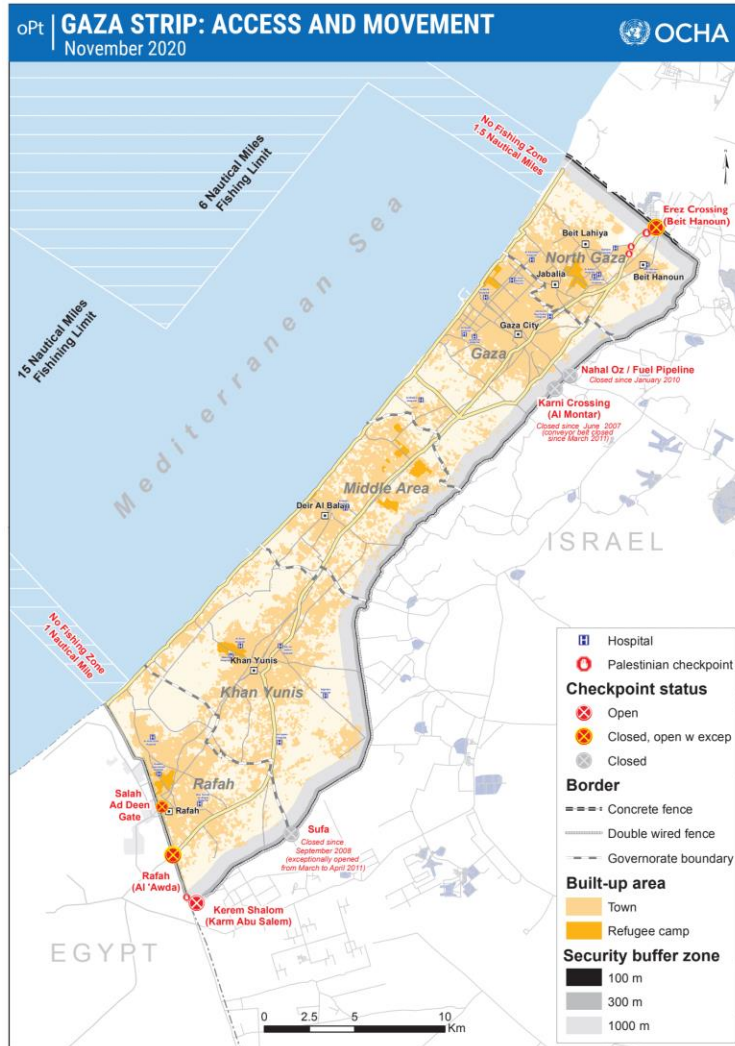 oPt
GAZA STRIP: ACCESS AND MOVEMENT
November 2020
OCHA
No Fishing Zone
1.5 Nautical Miles
6 Nautical Miles
Fishing Limit
15 Nautical Miles
Fishining Limit
Mediterranean Sea
Erez Crossing
(Beit Hanoun)
Beit Lahiya
North Gaza
Jabalia
Beit Hanoun
Gaza City
Gaza
Nahal Oz / Fuel Pipeline
Closed since January 2010
Karni Crossing
(Al Montar)
Closed since June 2007
(conveyor belt closed
since March 2011)
Middle Area
Deir Al Balah
ISRAEL
No Fishing Zone
1 Nautical Mile
Khan Yunis
Khan Yunis
Rafah
Salah
Ad Deen
Gate
Rafah
Sufa
Closed since
September 2008
(exceptionally opened
from March to April 2011)
Rafah
(Al 'Awda)
Kerem Shalom
(Karm Abu Salem)
EGYPT
0 2.5 5 10
Km
H Hospital
Palestinian checkpoint
Checkpoint status
Open
Closed, open w excep
Closed
Border
Concrete fence
Double wired fence
Governorate boundary
Built-up area
Town
Refugee camp
Security buffer zone
100 m
300 m
1000 m